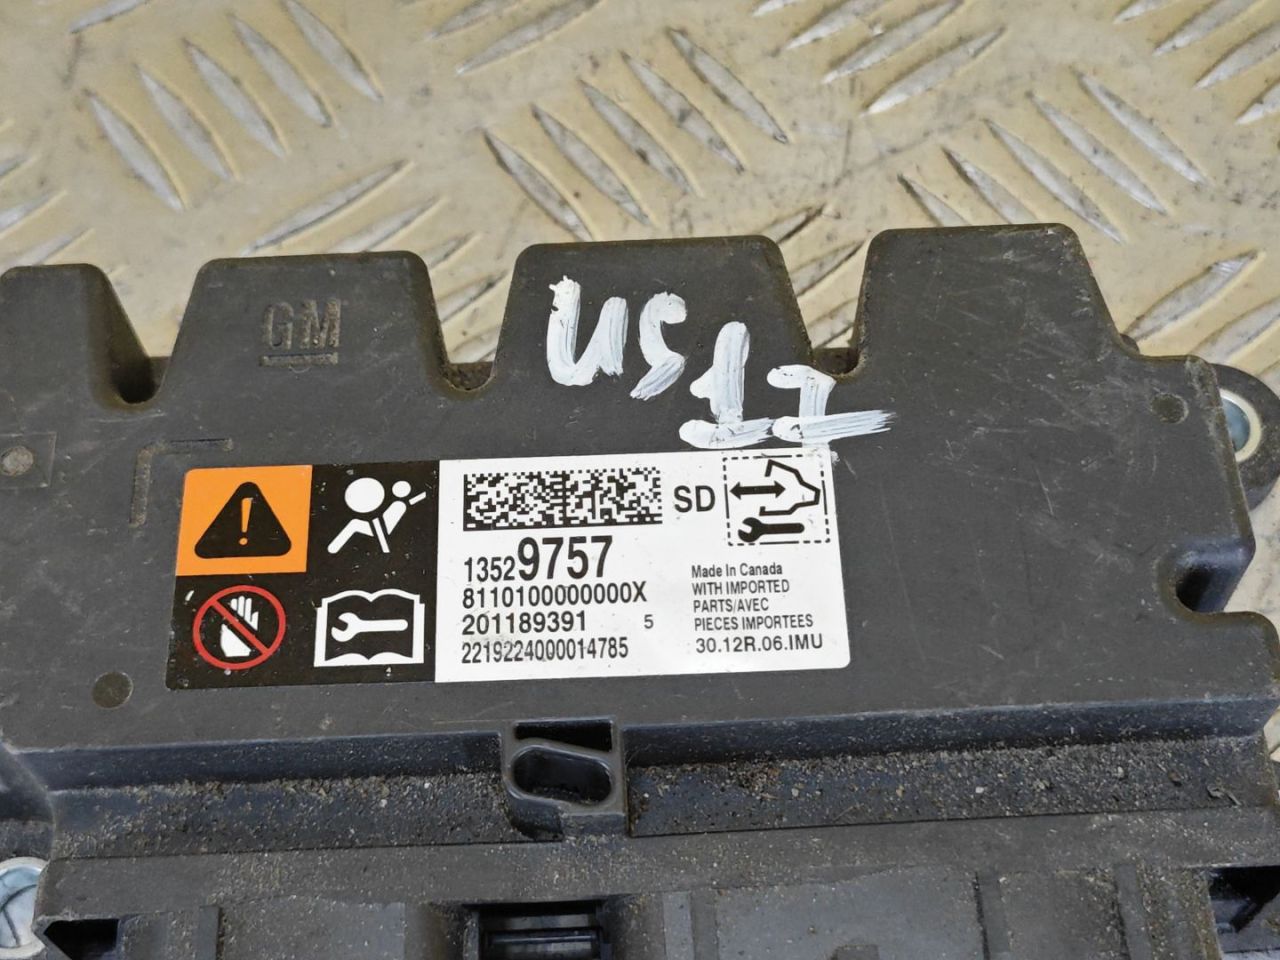 GM
US17
SD
13529757
8110100000000X
201189391 5
2219224000014785
Made In Canada
WITH IMPORTED
PARTS/AVEC
PIECES IMPORTEES
30.12R.06.IMU